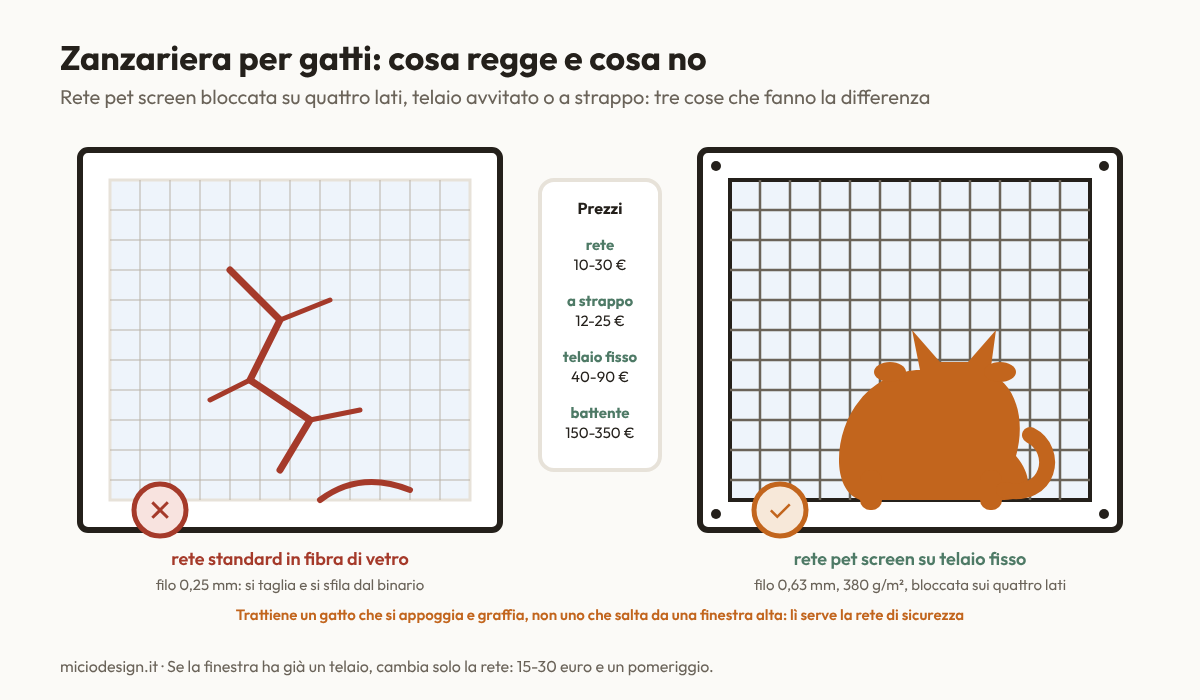 Zanzariera per gatti: cosa regge e cosa no
Rete pet screen bloccata su quattro lati, telaio avvitato o a strappo: tre cose che fanno la differenza
Prezzi
rete
10-30 €
a strappo
12-25 €
telaio fisso
40-90 €
battente
150-350 €
rete standard in fibra di vetro
filo 0,25 mm: si taglia e si sfila dal binario
rete pet screen su telaio fisso
filo 0,63 mm, 380 g/m², bloccata sui quattro lati
Trattiene un gatto che si appoggia e graffia, non uno che salta da una finestra alta: lì serve la rete di sicurezza
miciodesign.it · Se la finestra ha già un telaio, cambia solo la rete: 15-30 euro e un pomeriggio.